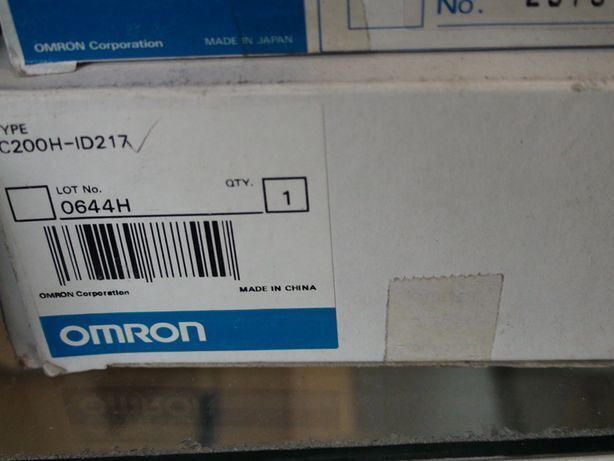 OMRON Corporation
MADE IN JAPAN
No.
YPE
C200H-ID217
LOT No.
0644H
QTY.
1
OMRON Corporation
MADE IN CHINA
OMRON